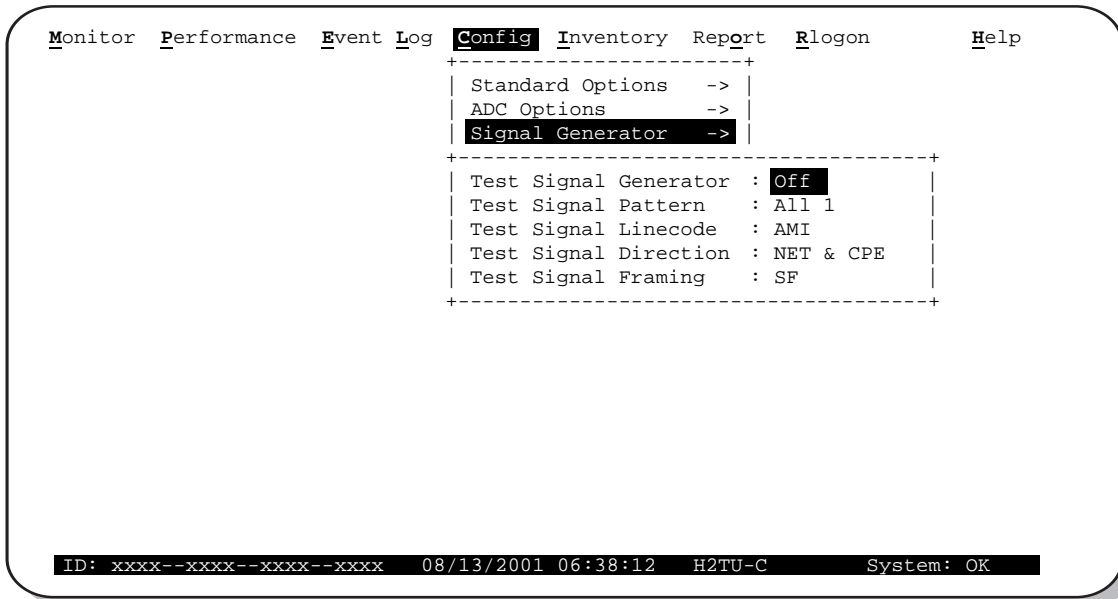 Monitor Performance Event Log Config Inventory Report Rlogon Help
+-----------------------+
| Standard Options -> |
| ADC Options -> |
| Signal Generator -> |
+--------------------------------------+
| Test Signal Generator : Off |
| Test Signal Pattern : All 1 |
| Test Signal Linecode : AMI |
| Test Signal Direction : NET & CPE |
| Test Signal Framing : SF |
+--------------------------------------+
ID: xxxx--xxxx--xxxx--xxxx 08/13/2001 06:38:12 H2TU-C System: OK